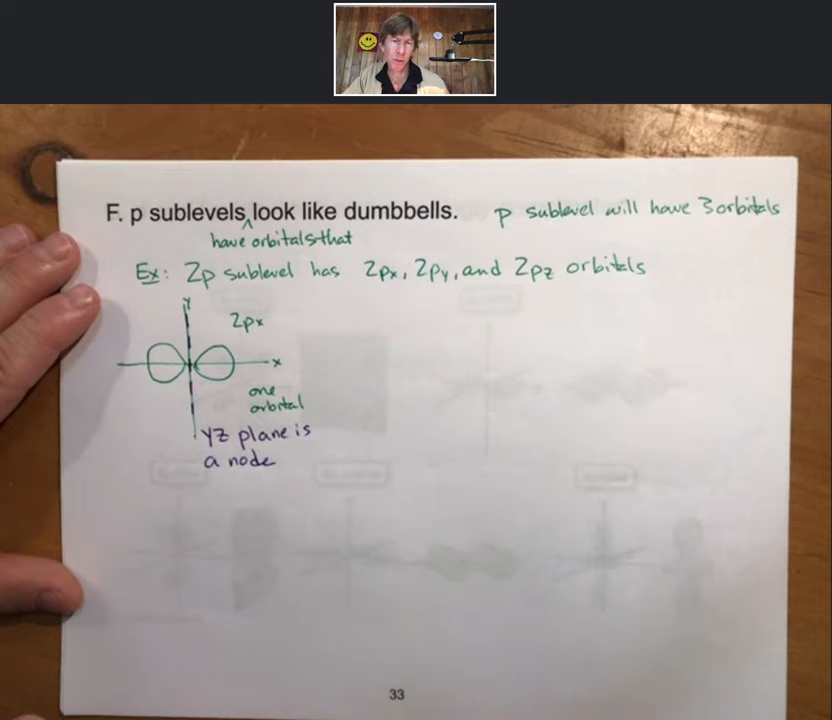 F. p sublevels look like dumbbells. p sublevel will have 3 orbitals
have orbitals that
Ex: 2p sublevel has 2px, 2py, and 2pz orbitals
y
2px
x
one
orbital
YZ plane is
a node
33